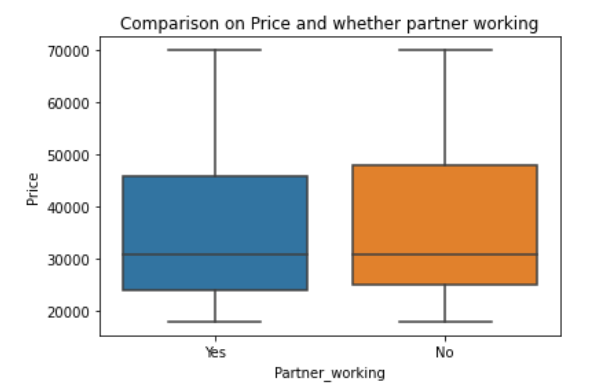 Comparison on Price and whether partner working
70000
60000
50000
40000
30000
20000
Price
Yes No
Partner_working